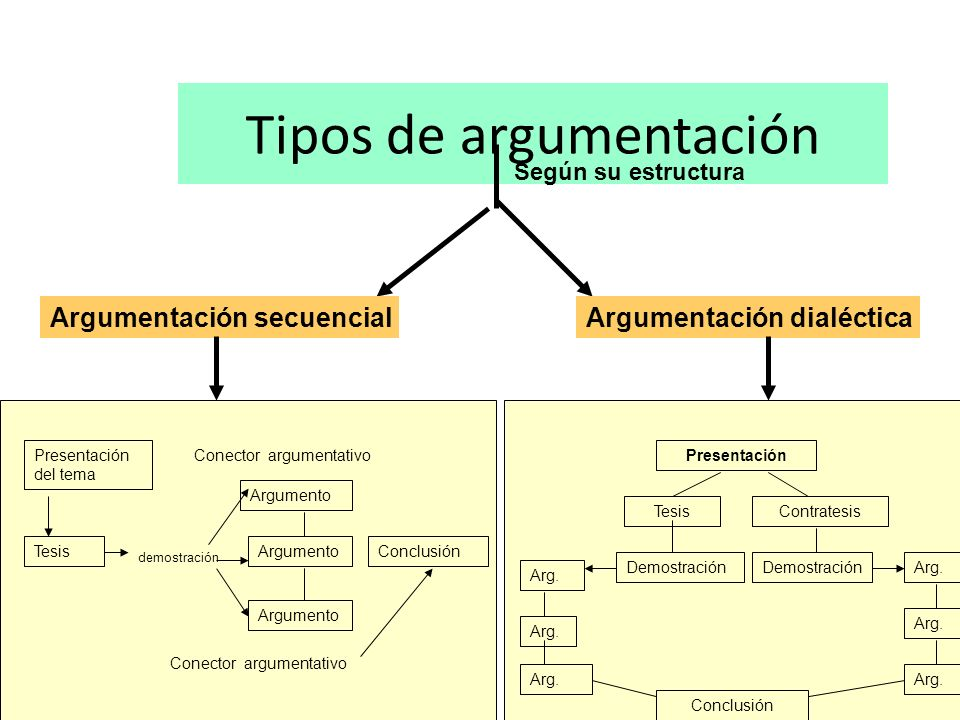 Tipos de argumentación
Según su estructura
Argumentación secuencial
Argumentación dialéctica
Presentación
del tema
Conector argumentativo
Argumento
Tesis
demostración
Argumento
Conclusión
Argumento
Conector argumentativo
Presentación
Tesis
Contratesis
Demostración
Demostración
Arg.
Arg.
Arg.
Arg.
Arg.
Arg.
Conclusión